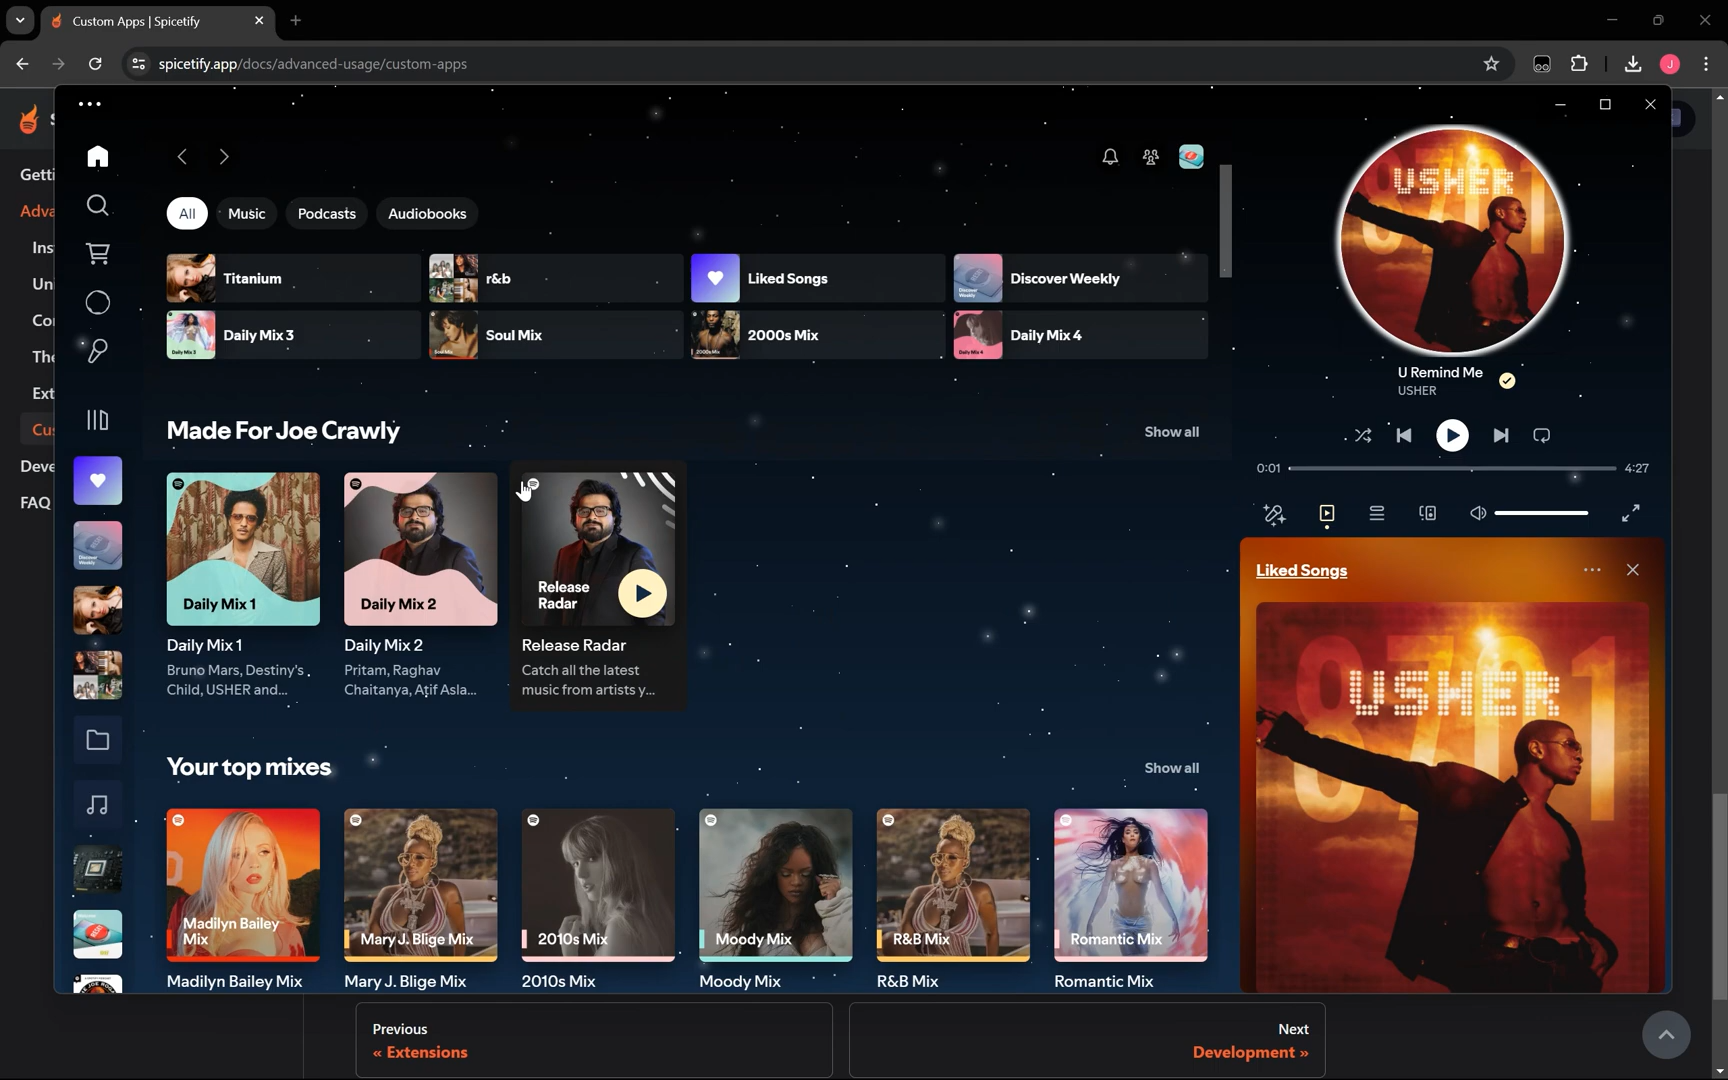 Custom Apps | Spicetify
spicetify.app/docs/advanced-usage/custom-apps
J
Getti
Adva
Ins
Un
Co
The
Ext
Cus
Deve
FAQ
All
Music
Podcasts
Audiobooks
Titanium
r&b
Liked Songs
Discover Weekly
Daily Mix 3
Soul Mix
2000s Mix
Daily Mix 4
Made For Joe Crawly
Show all
Daily Mix 1
Daily Mix 2
Release
Radar
Daily Mix 1
Bruno Mars, Destiny's
Child, USHER and...
Daily Mix 2
Pritam, Raghav
Chaitanya, Atif Asla...
Release Radar
Catch all the latest
music from artists y...
Your top mixes
Show all
Madilyn Bailey
Mix
Mary J. Blige Mix
2010s Mix
Moody Mix
R&B Mix
Romantic Mix
Madilyn Bailey Mix
Mary J. Blige Mix
2010s Mix
Moody Mix
R&B Mix
Romantic Mix
USHER
U Remind Me
USHER
0:01
4:27
Liked Songs
8701
USHER
Previous
« Extensions
Next
Development »